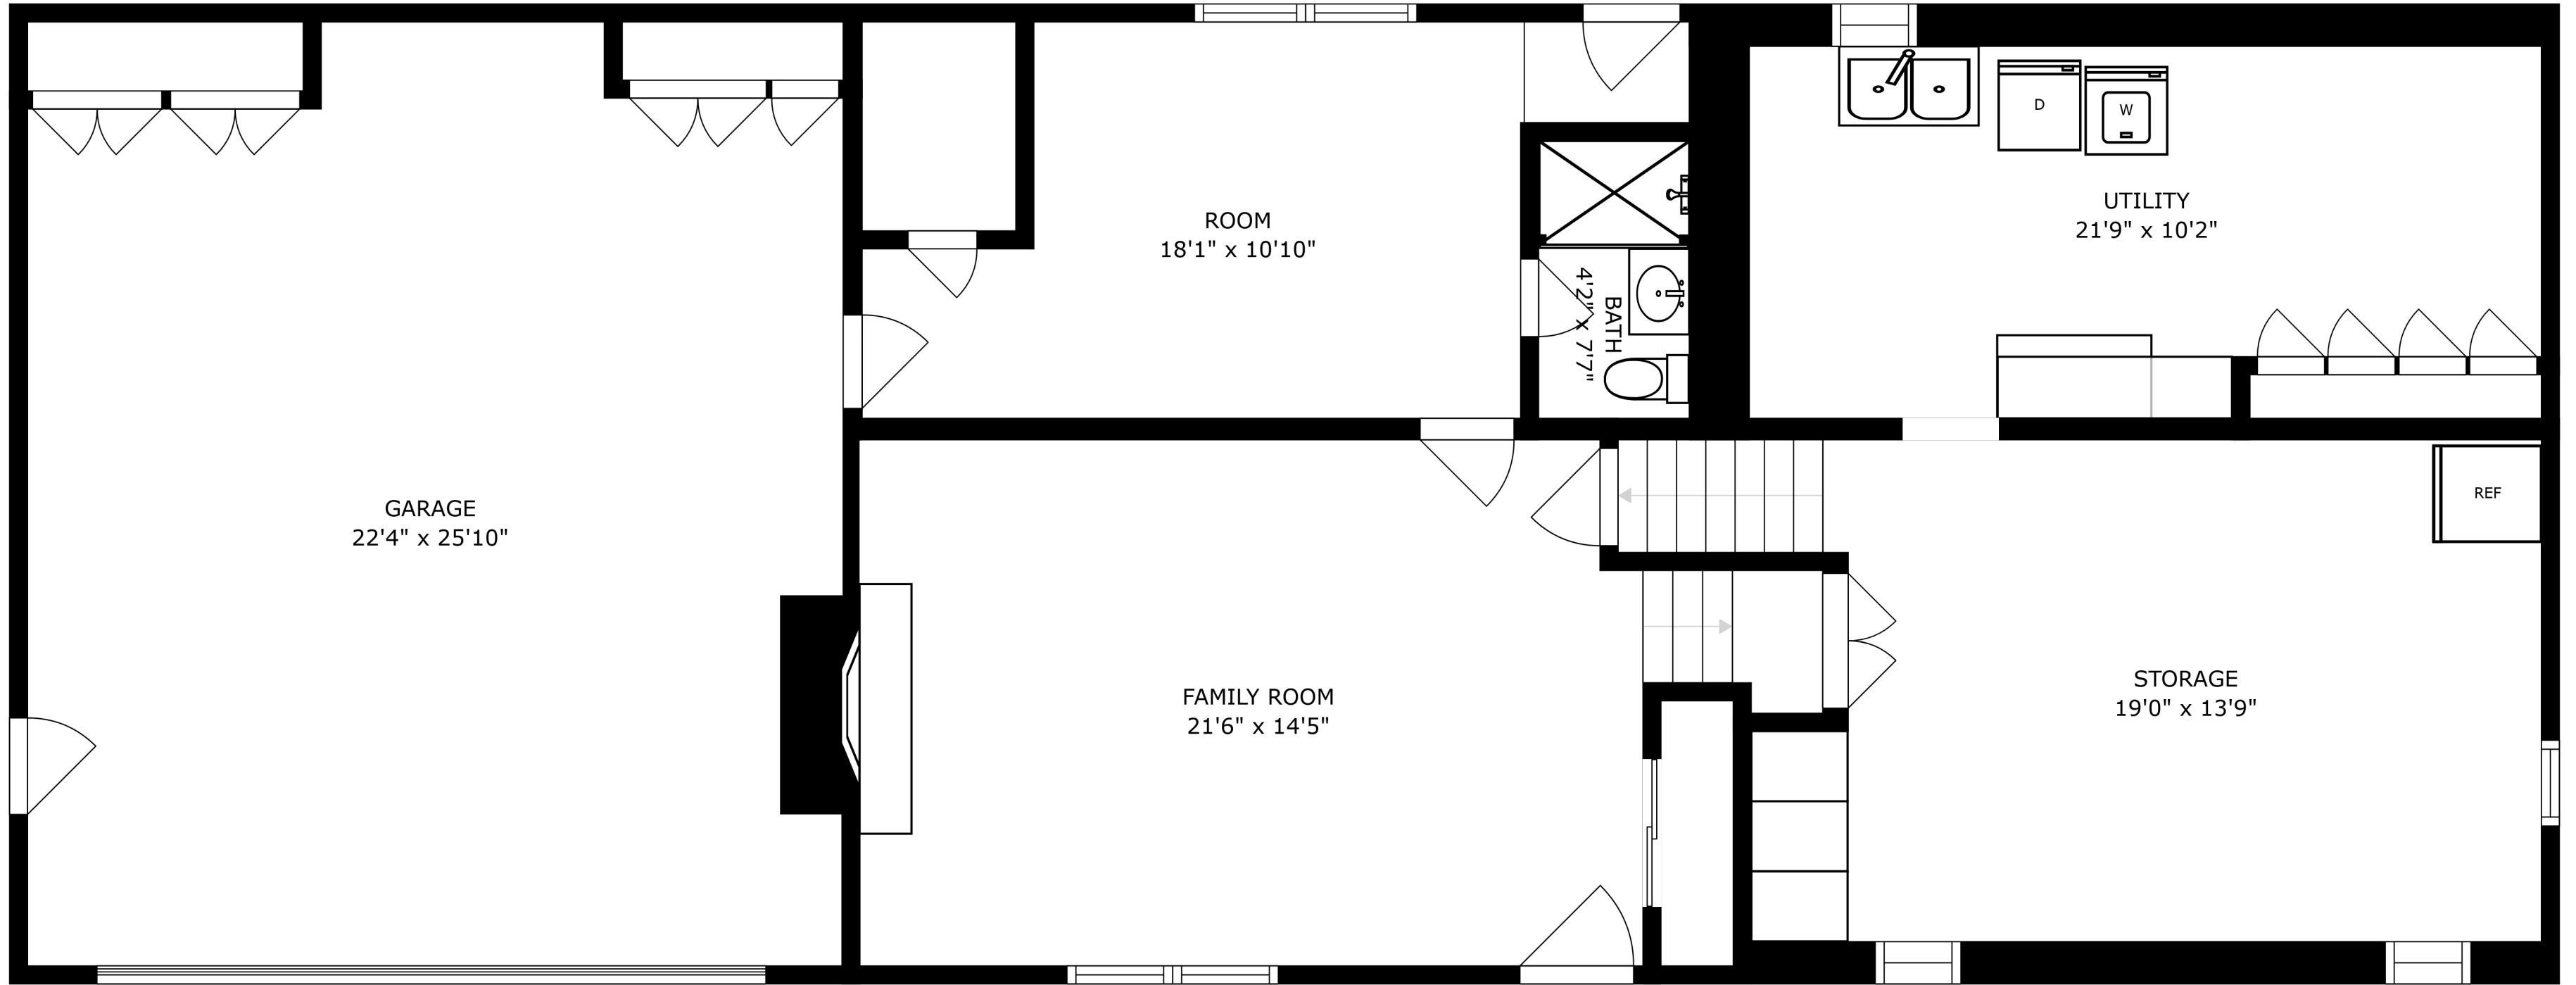 D
W
UTILITY
21'9" x 10'2"
ROOM
18'1" x 10'10"
BATH
4'2" x 7'7"
REF
GARAGE
22'4" x 25'10"
STORAGE
19'0" x 13'9"
FAMILY ROOM
21'6" x 14'5"